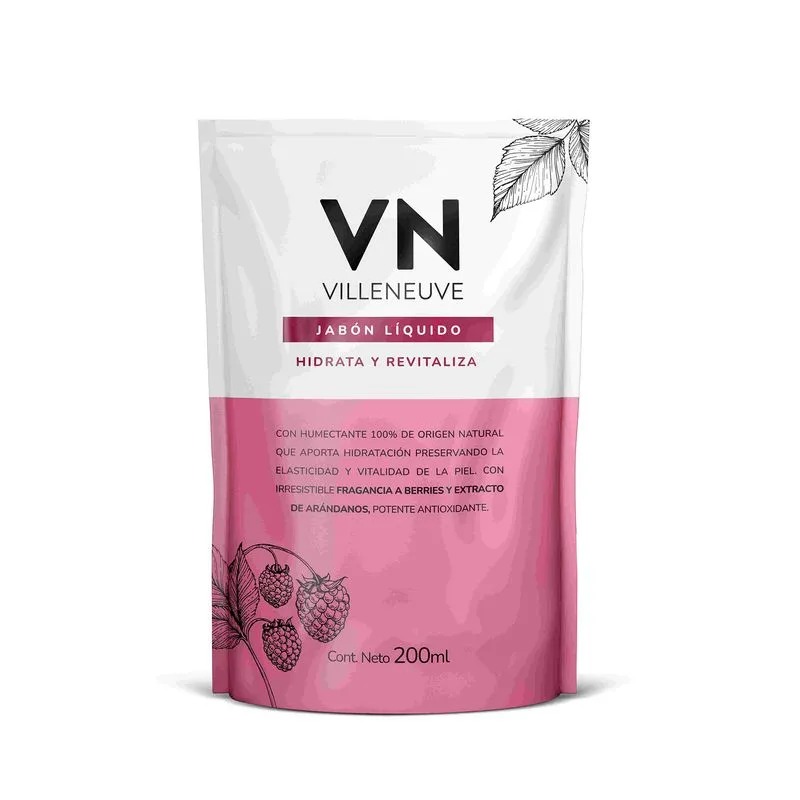 VN
VILLENEUVE
JABÓN LÍQUIDO
HIDRATA Y REVITALIZA
CON HUMECTANTE 100% DE ORIGEN NATURAL
QUE APORTA HIDRATACIÓN PRESERVANDO LA
ELASTICIDAD Y VITALIDAD DE LA PIEL. CON
IRRESISTIBLE FRAGANCIA A BERRIES Y EXTRACTO
DE ARÁNDANOS, POTENTE ANTIOXIDANTE.
Cont. Neto 200ml